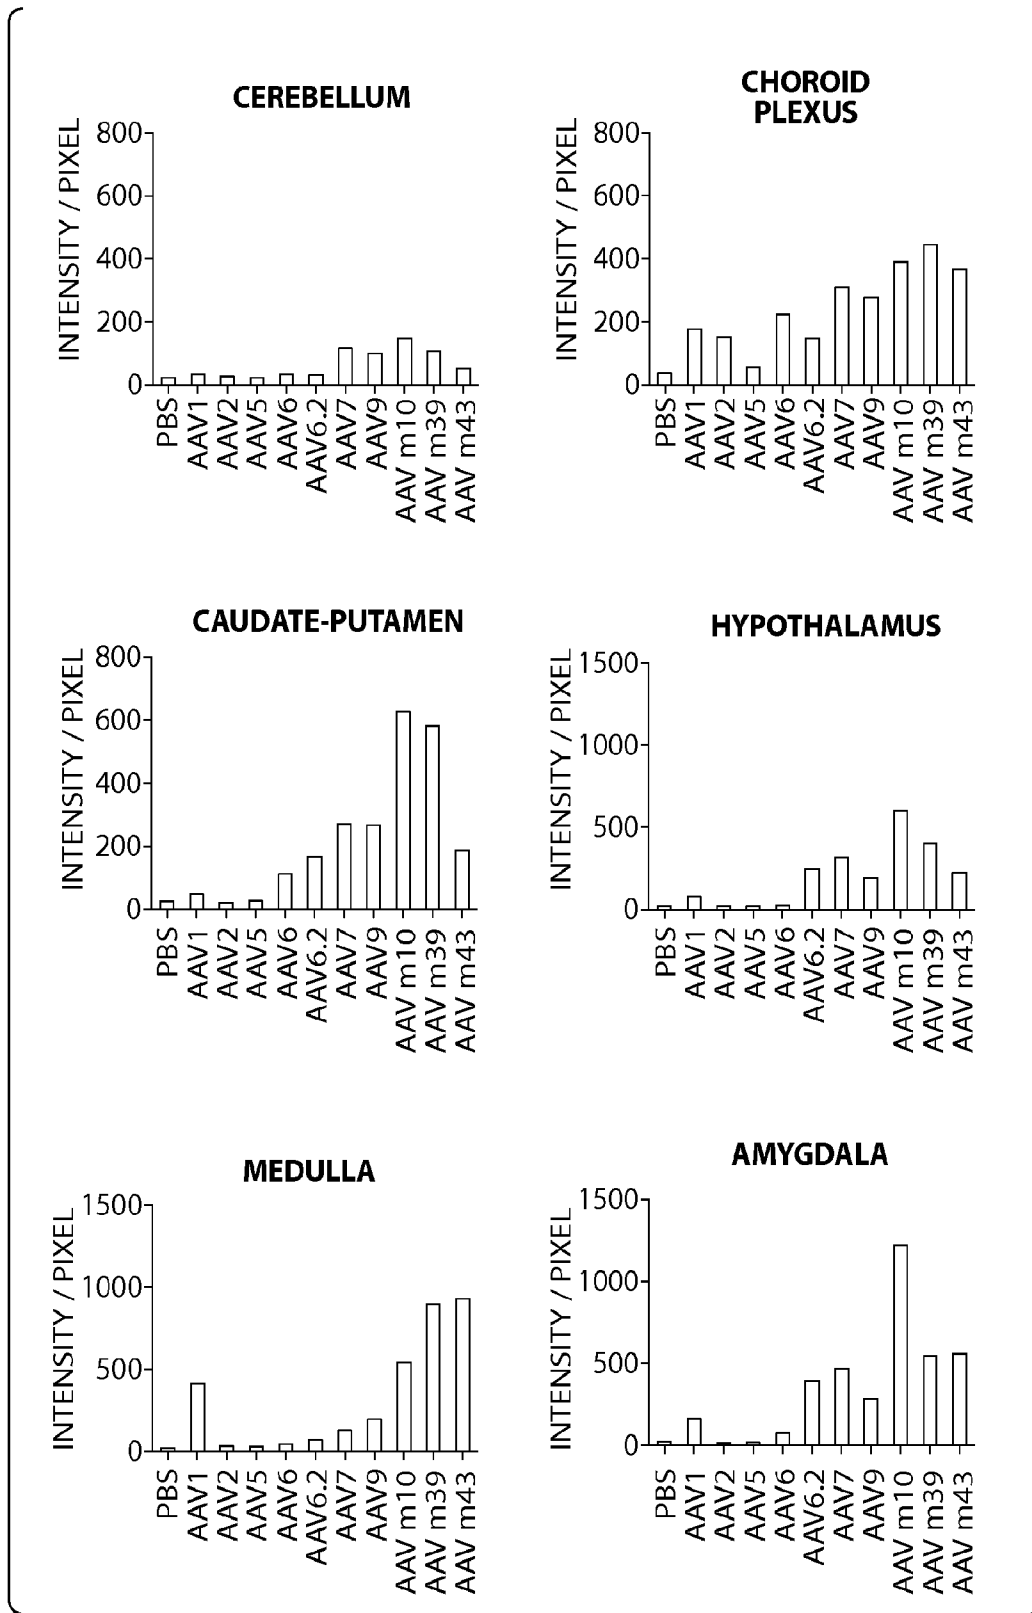 CEREBELLUM
INTENSITY / PIXEL
800
600
400
200
0
PBS
AAV1
AAV2
AAV5
AAV6
AAV6.2
AAV7
AAV9
AAV m10
AAV m39
AAV m43
CHOROID
PLEXUS
INTENSITY / PIXEL
800
600
400
200
0
PBS
AAV1
AAV2
AAV5
AAV6
AAV6.2
AAV7
AAV9
AAV m10
AAV m39
AAV m43
CAUDATE-PUTAMEN
INTENSITY / PIXEL
800
600
400
200
0
PBS
AAV1
AAV2
AAV5
AAV6
AAV6.2
AAV7
AAV9
AAV m10
AAV m39
AAV m43
HYPOTHALAMUS
INTENSITY / PIXEL
1500
1000
500
0
PBS
AAV1
AAV2
AAV5
AAV6
AAV6.2
AAV7
AAV9
AAV m10
AAV m39
AAV m43
MEDULLA
INTENSITY / PIXEL
1500
1000
500
0
PBS
AAV1
AAV2
AAV5
AAV6
AAV6.2
AAV7
AAV9
AAV m10
AAV m39
AAV m43
AMYGDALA
INTENSITY / PIXEL
1500
1000
500
0
PBS
AAV1
AAV2
AAV5
AAV6
AAV6.2
AAV7
AAV9
AAV m10
AAV m39
AAV m43